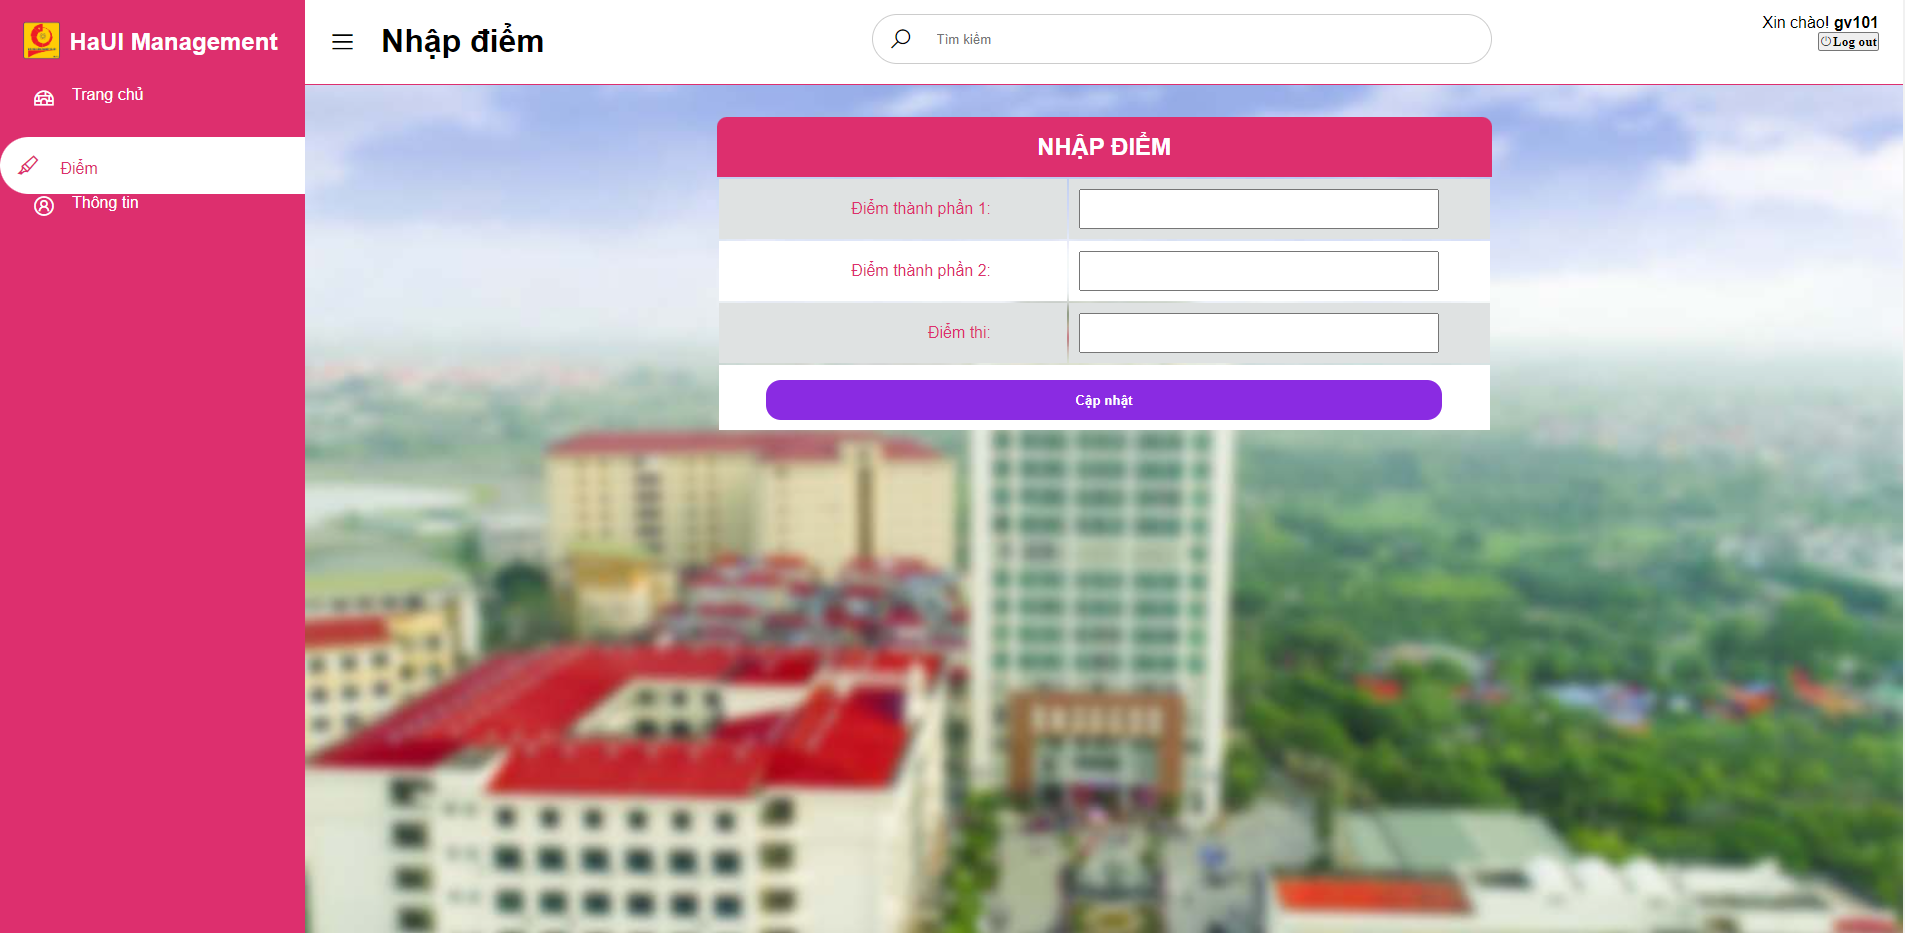 HaUI Management
Trang chủ
Điểm
Thông tin
Nhập điểm
Tìm kiếm
Xin chào! gv101
Log out
NHẬP ĐIỂM
Điểm thành phần 1:
Điểm thành phần 2:
Điểm thi:
Cập nhật